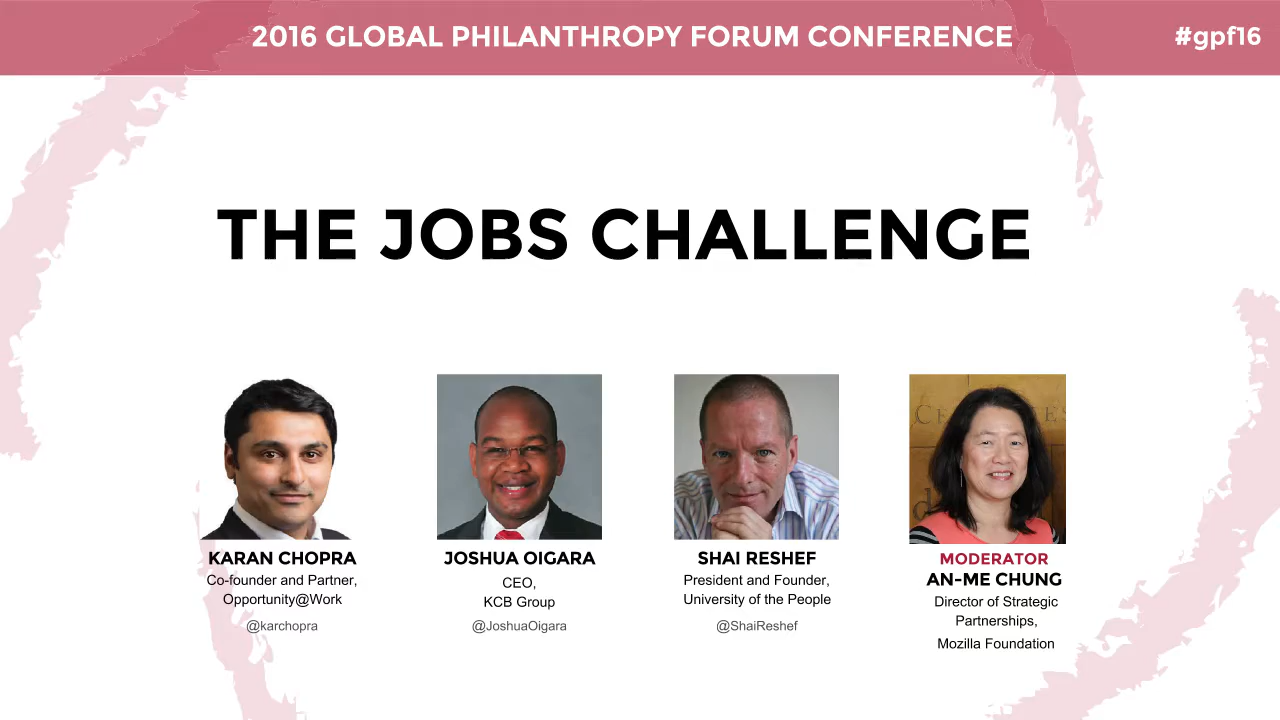 2016 GLOBAL PHILANTHROPY FORUM CONFERENCE
#gpf16
THE JOBS CHALLENGE
KARAN CHOPRA
Co-founder and Partner,
Opportunity@Work
@karchopra
JOSHUA OIGARA
CEO,
KCB Group
@JoshuaOigara
SHAI RESHEF
President and Founder,
University of the People
@ShaiReshef
MODERATOR
AN-ME CHUNG
Director of Strategic
Partnerships,
Mozilla Foundation